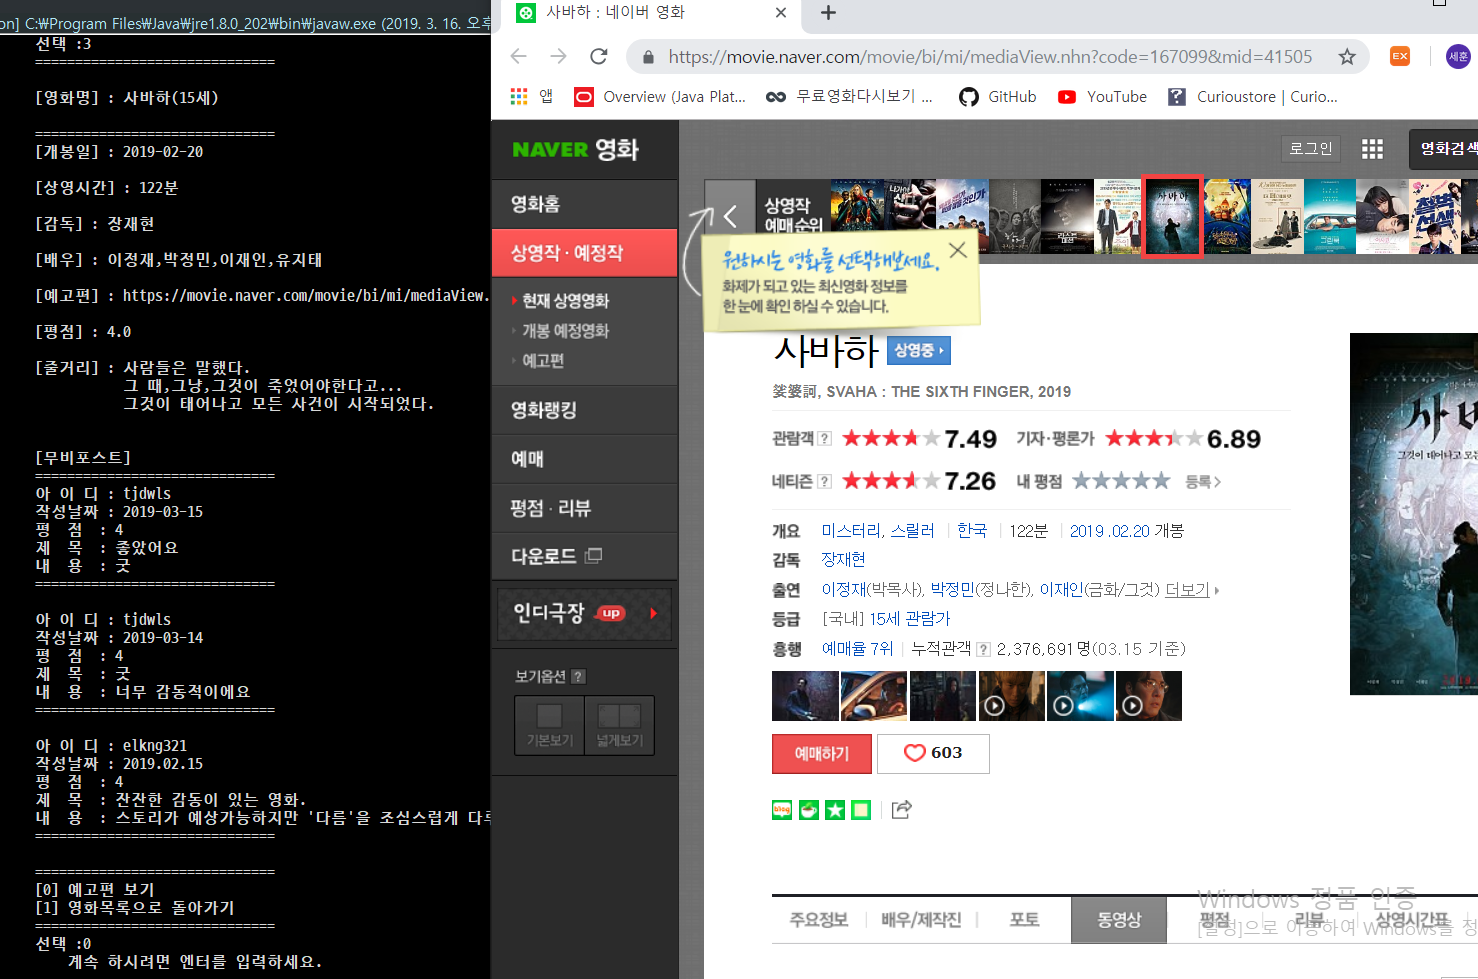 on] C:₩Program Files₩Java₩jre1.8.0_202₩bin₩javaw.exe (2019. 3. 16. 오후
선택 :3
==============================
[영화명] : 사바하(15세)
==============================
[개봉일] : 2019-02-20
[상영시간] : 122분
[감독] : 장재현
[배우] : 이정재,박정민,이재인,유지태
[예고편] : https://movie.naver.com/movie/bi/mi/mediaView.
[평점] : 4.0
[줄거리] : 사람들은 말했다.
그 때,그냥,그것이 죽었어야한다고...
그것이 태어나고 모든 사건이 시작되었다.
[무비포스트]
==============================
아 이 디 : tjdwls
작성날짜 : 2019-03-15
평 점 : 4
제 목 : 좋았어요
내 용 : 굿
==============================
아 이 디 : tjdwls
작성날짜 : 2019-03-14
평 점 : 4
제 목 : 굿
내 용 : 너무 감동적이에요
==============================
아 이 디 : elkng321
작성날짜 : 2019.02.15
평 점 : 4
제 목 : 잔잔한 감동이 있는 영화.
내 용 : 스토리가 예상가능하지만 '다름'을 조심스럽게 다루
==============================
==============================
[0] 예고편 보기
[1] 영화목록으로 돌아가기
==============================
선택 :0
계속 하시려면 엔터를 입력하세요.
사바하 : 네이버 영화
https://movie.naver.com/movie/bi/mi/mediaView.nhn?code=167099&mid=41505
EX
세훈
앱
Overview (Java Plat...
무료영화다시보기 ...
GitHub
YouTube
Curioustore | Curio...
NAVER 영화
로그인
영화검색
영화홈
상영작 · 예정작
현재 상영영화
개봉 예정영화
예고편
영화랭킹
예매
평점 · 리뷰
다운로드
인디극장 up
보기옵션 ?
기본보기 넓게보기
상영작
예매순위
사바하
원하시는 영화를 선택해보세요.
화제가 되고 있는 최신영화 정보를
한 눈에 확인 하실 수 있습니다.
사바하 상영중
娑婆訶, SVAHA : THE SIXTH FINGER, 2019
관람객 ? 7.49 기자·평론가 6.89
네티즌 ? 7.26 내 평점 등록
개요 미스터리, 스릴러 한국 122분 2019 .02.20 개봉
감독 장재현
출연 이정재(박목사), 박정민(정나한), 이재인(금화/그것) 더보기
등급 [국내] 15세 관람가
흥행 예매율 7위 누적관객 ? 2,376,691명(03.15 기준)
예매하기 603
blog
사바
그것이 태어나고 모든
주요정보 배우/제작진 포토 동영상 평점 리뷰 상영시간표
Windows 정품 인증
[설정]으로 이동하여 Windows를 정